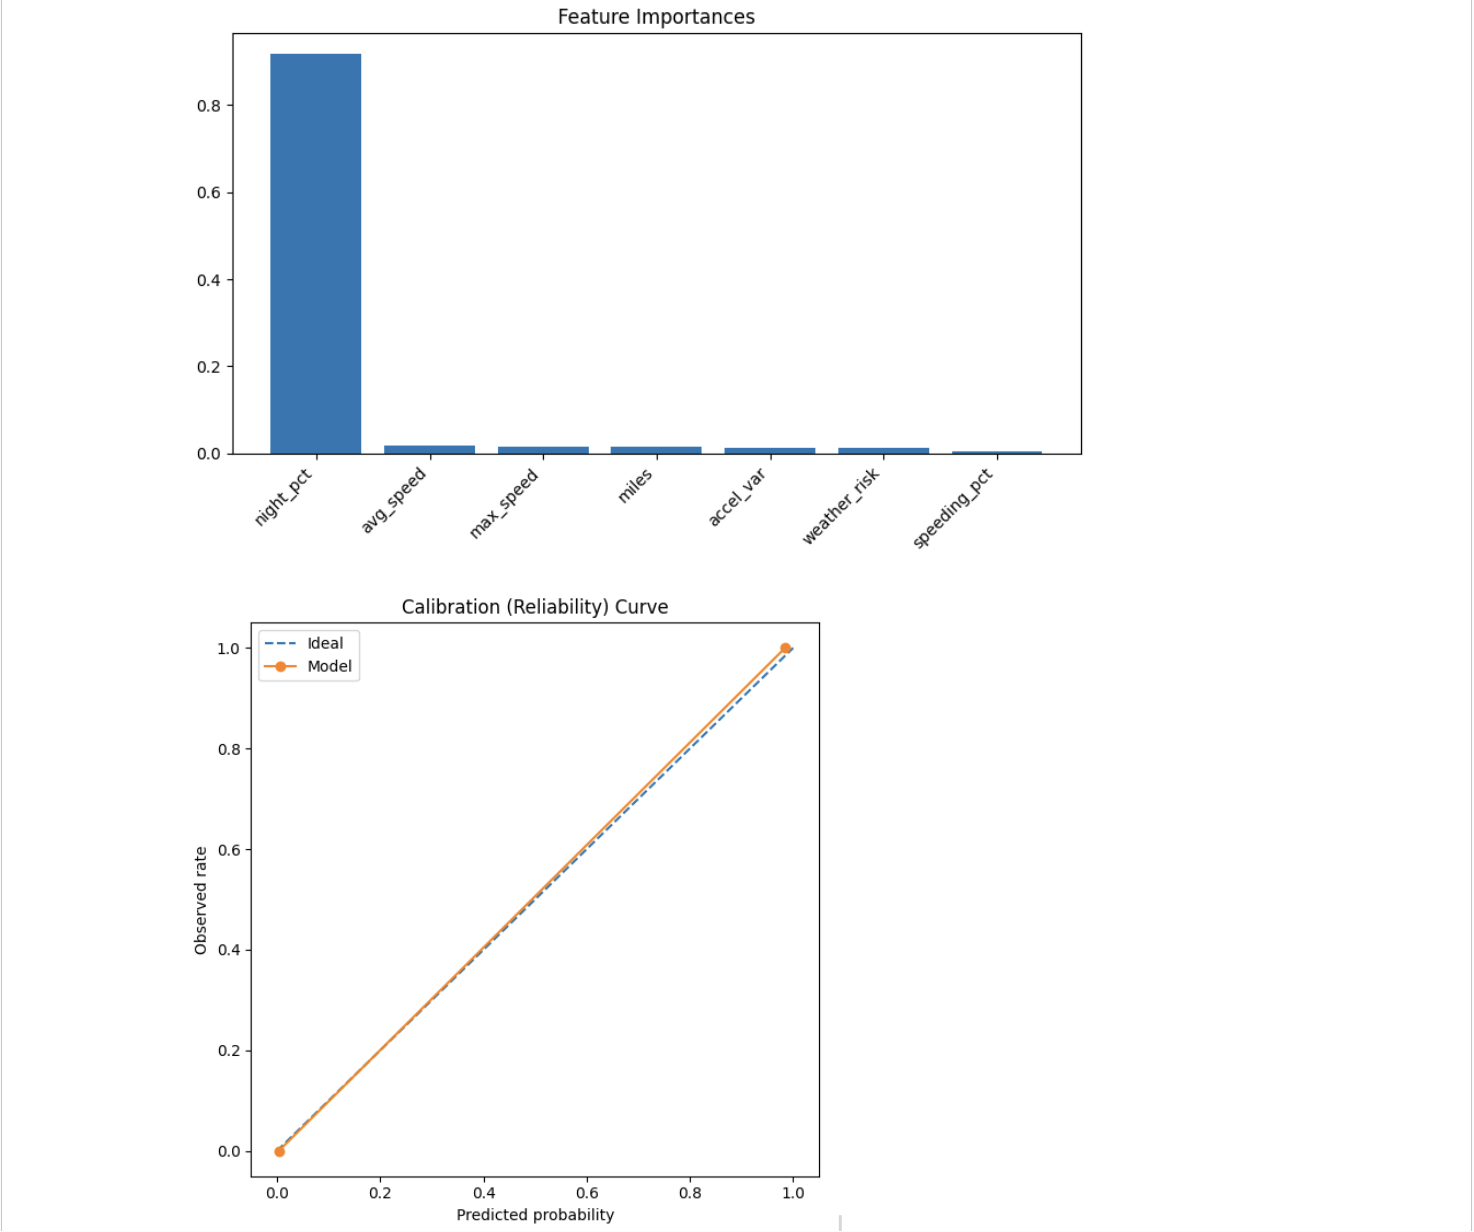 Feature Importances
0.8
0.6
0.4
0.2
0.0
night_pct
avg_speed
max_speed
miles
accel_var
weather_risk
speeding_pct
Calibration (Reliability) Curve
Ideal
Model
1.0
0.8
0.6
0.4
0.2
0.0
Observed rate
0.0 0.2 0.4 0.6 0.8 1.0
Predicted probability